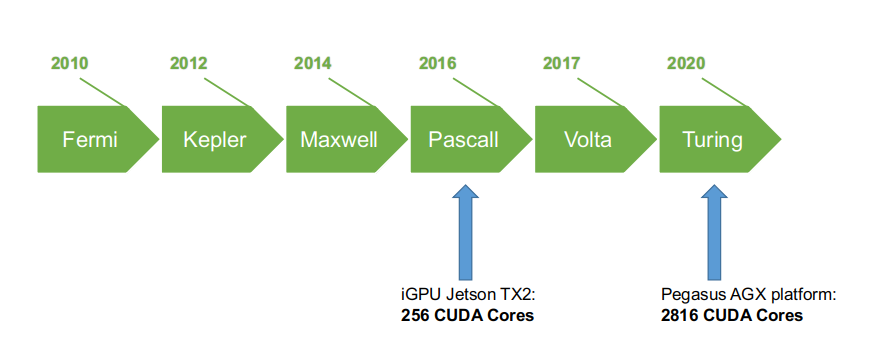 2010
2012
2014
2016
2017
2020
Fermi
Kepler
Maxwell
Pascall
Volta
Turing
iGPU Jetson TX2:
256 CUDA Cores
Pegasus AGX platform:
2816 CUDA Cores